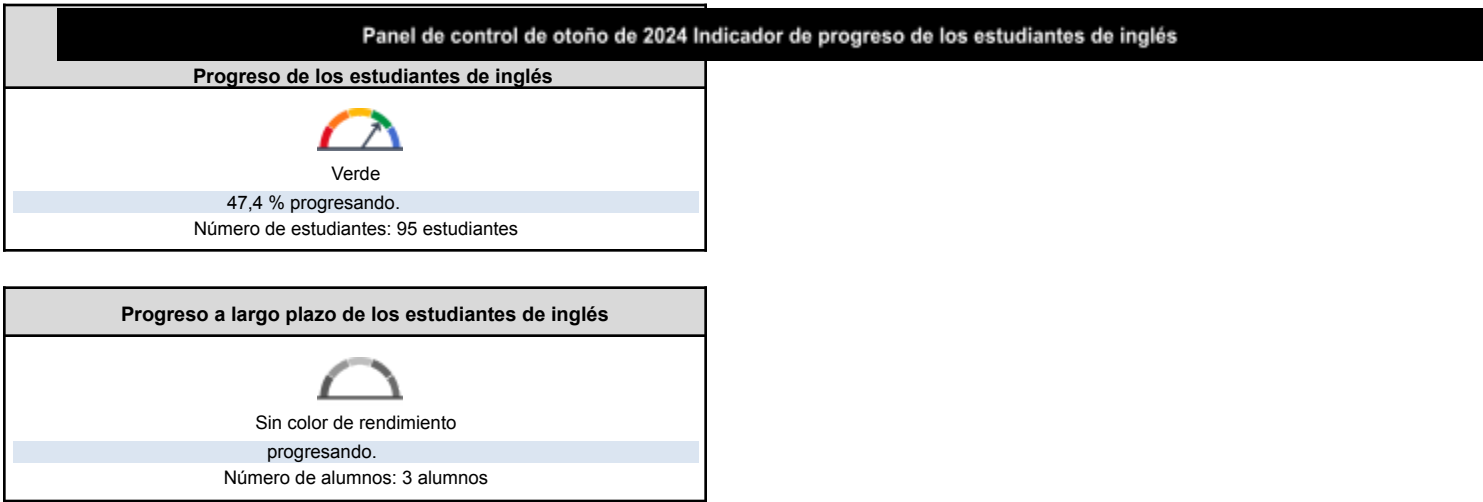 Panel de control de otoño de 2024 Indicador de progreso de los estudiantes de inglés
Progreso de los estudiantes de inglés
Verde
47,4 % progresando.
Número de estudiantes: 95 estudiantes
Progreso a largo plazo de los estudiantes de inglés
Sin color de rendimiento
progresando.
Número de alumnos: 3 alumnos